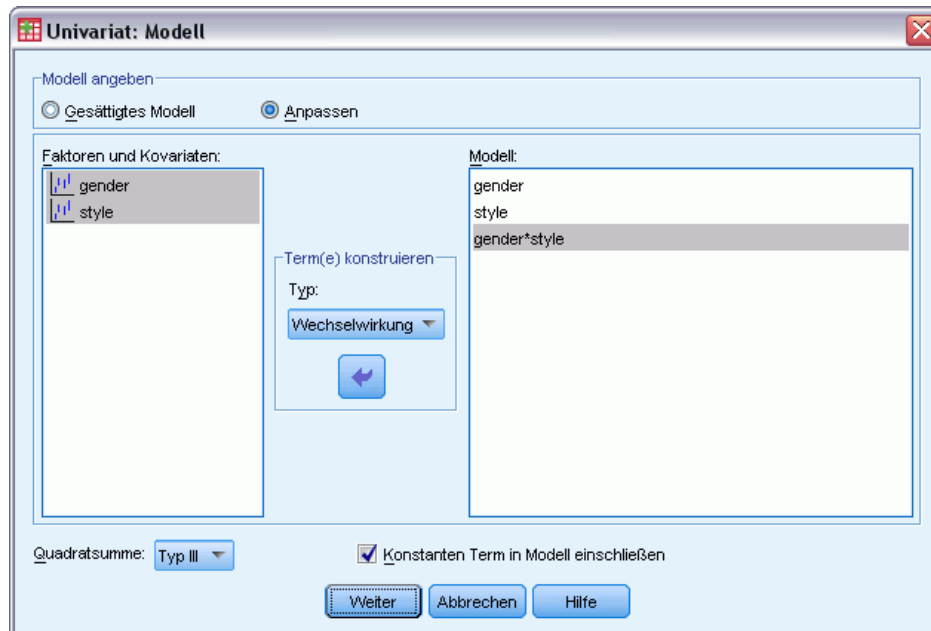 Univariat: Modell
Modell angeben
Gesättigtes Modell
Anpassen
Faktoren und Kovariaten:
gender
style
Term(e) konstruieren
Typ:
Wechselwirkung
Modell:
gender
style
gender*style
Quadratsumme:
Typ III
Konstanten Term in Modell einschließen
Weiter
Abbrechen
Hilfe